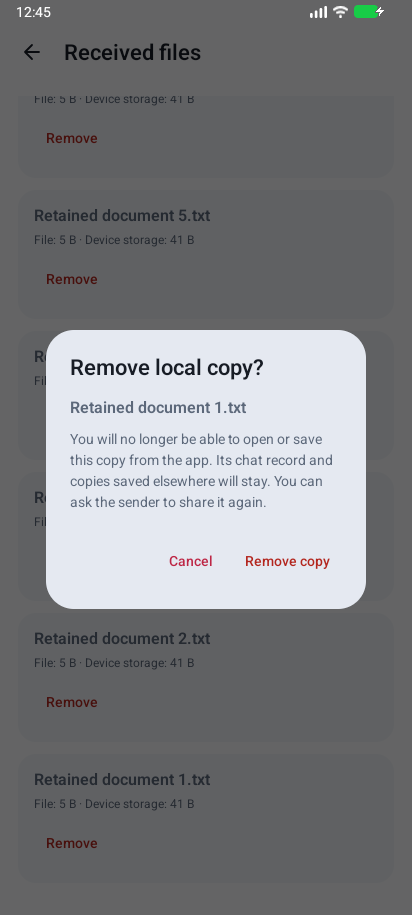 12:45
Received files
File: 5 B · Device storage: 41 B
Remove
Retained document 5.txt
File: 5 B · Device storage: 41 B
Remove
Remove local copy?
Retained document 1.txt
You will no longer be able to open or save
this copy from the app. Its chat record and
copies saved elsewhere will stay. You can
ask the sender to share it again.
Cancel
Remove copy
Retained document 2.txt
File: 5 B · Device storage: 41 B
Remove
Retained document 1.txt
File: 5 B · Device storage: 41 B
Remove